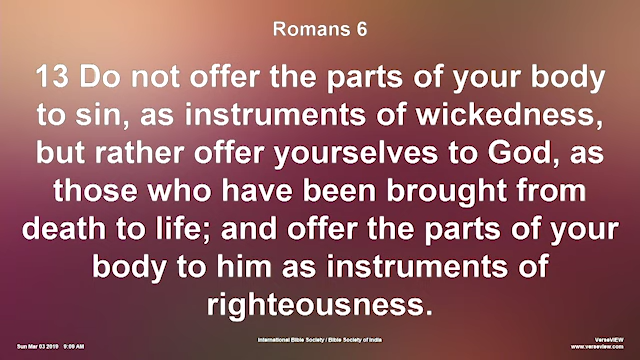 Romans 6
13 Do not offer the parts of your body
to sin, as instruments of wickedness,
but rather offer yourselves to God, as
those who have been brought from
death to life; and offer the parts of your
body to him as instruments of
righteousness.
International Bible Society / Bible Society of India
VerseVIEW
Sun Mar 03 2019 9:09 AM
www.verseview.com